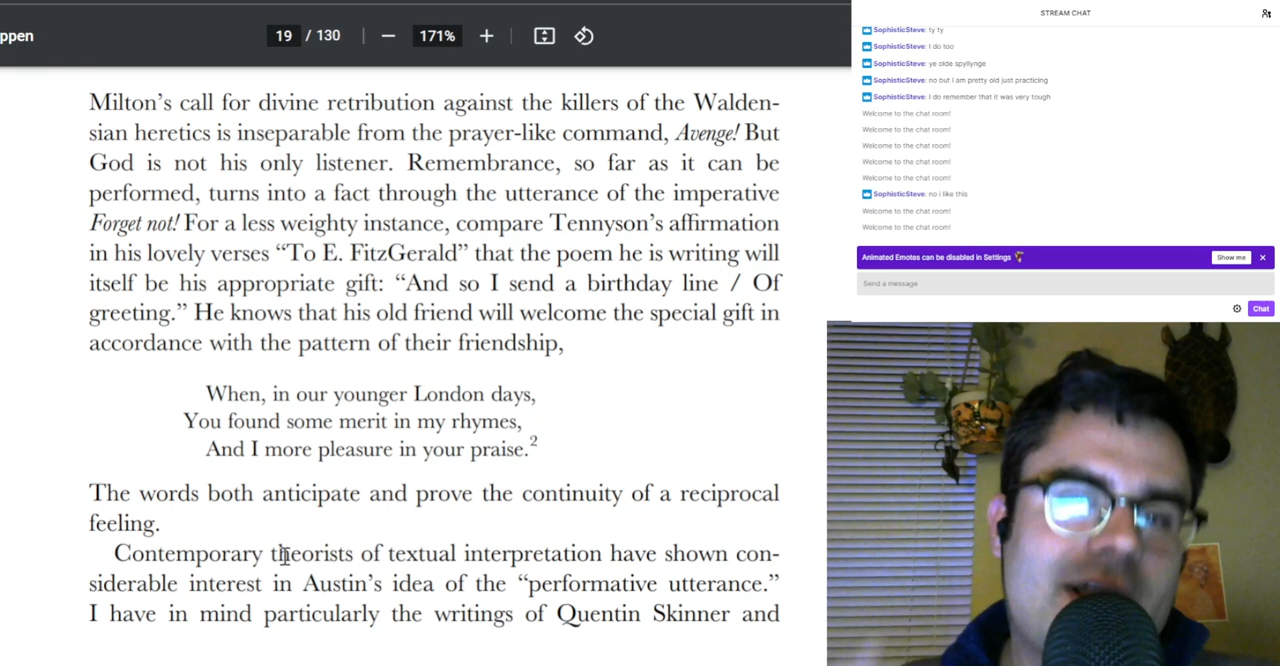 ppen
19 / 130
171%
Milton’s call for divine retribution against the killers of the Walden-
sian heretics is inseparable from the prayer-like command, Avenge! But
God is not his only listener. Remembrance, so far as it can be
performed, turns into a fact through the utterance of the imperative
Forget not! For a less weighty instance, compare Tennyson’s affirmation
in his lovely verses “To E. FitzGerald” that the poem he is writing will
itself be his appropriate gift: “And so I send a birthday line / Of
greeting.” He knows that his old friend will welcome the special gift in
accordance with the pattern of their friendship,
When, in our younger London days,
You found some merit in my rhymes,
And I more pleasure in your praise.2
The words both anticipate and prove the continuity of a reciprocal
feeling.
Contemporary theorists of textual interpretation have shown con-
siderable interest in Austin’s idea of the “performative utterance.”
I have in mind particularly the writings of Quentin Skinner and
STREAM CHAT
SophisticSteve: ty ty
SophisticSteve: I do too
SophisticSteve: ye olde spyllynge
SophisticSteve: no but i am pretty old just practicing
SophisticSteve: I do remember that it was very tough
Welcome to the chat room!
Welcome to the chat room!
Welcome to the chat room!
Welcome to the chat room!
Welcome to the chat room!
SophisticSteve: no i like this
Welcome to the chat room!
Welcome to the chat room!
Animated Emotes can be disabled in Settings
Show me
Send a message
Chat